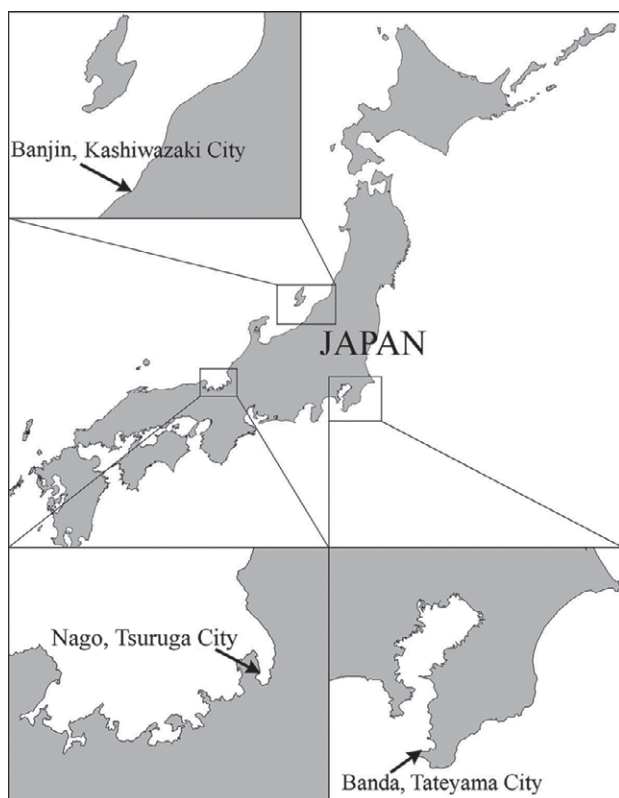 Banjin, Kashiwazaki City
JAPAN
Nago, Tsuruga City
Banda, Tateyama City